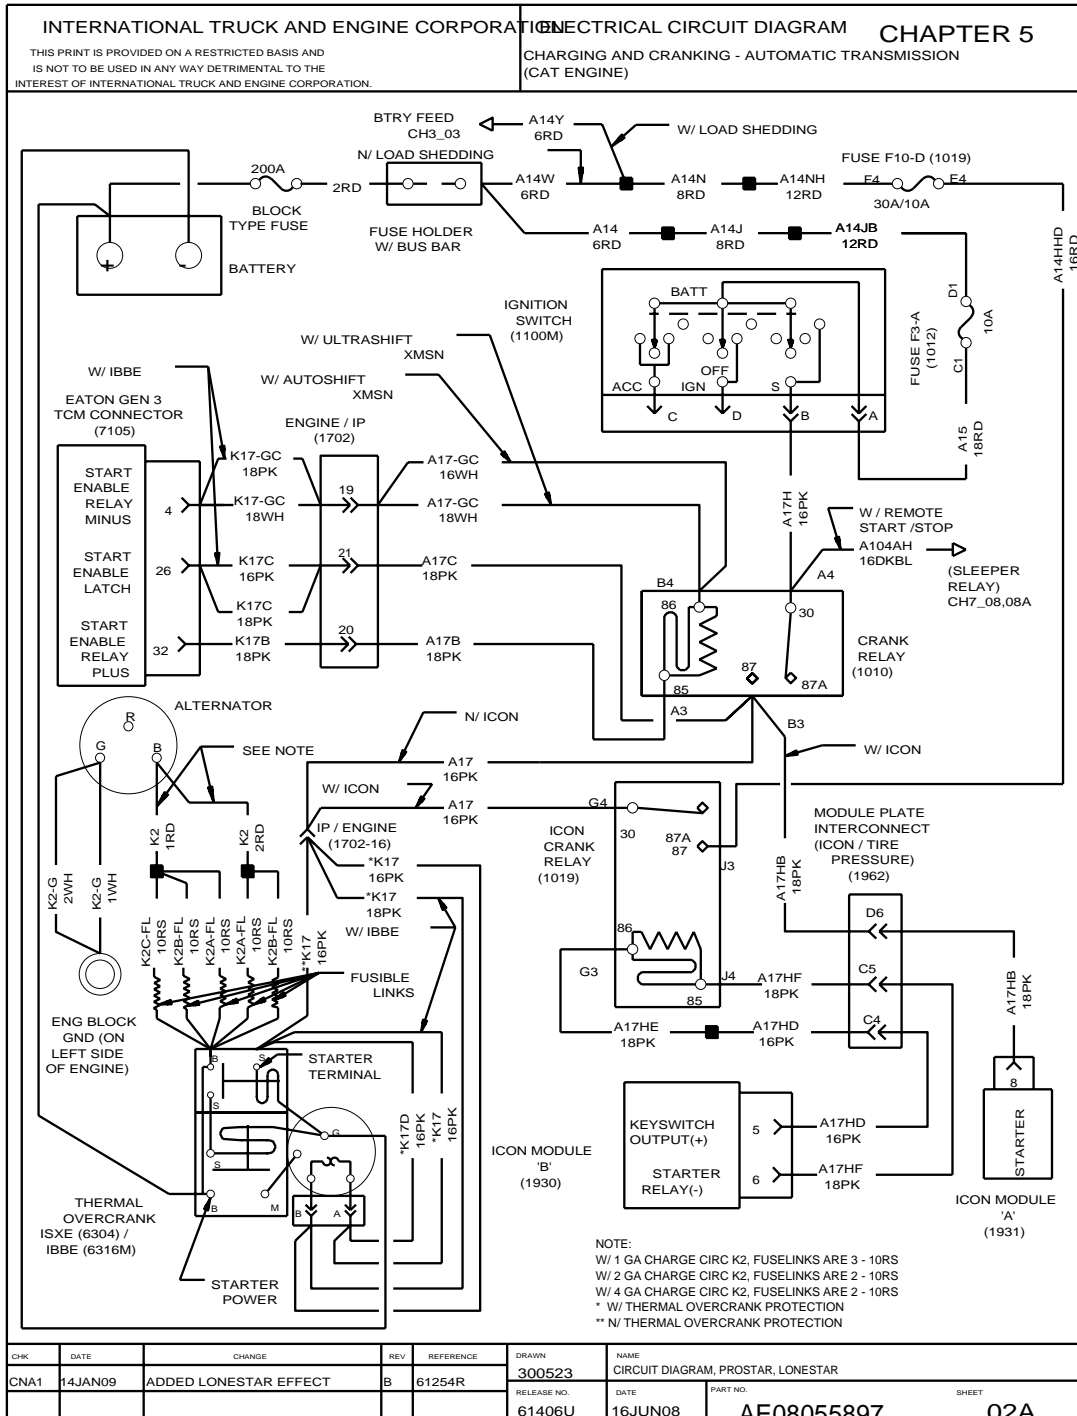 INTERNATIONAL TRUCK AND ENGINE CORPORATION
THIS PRINT IS PROVIDED ON A RESTRICTED BASIS AND
IS NOT TO BE USED IN ANY WAY DETRIMENTAL TO THE
INTEREST OF INTERNATIONAL TRUCK AND ENGINE CORPORATION.
ELECTRICAL CIRCUIT DIAGRAM
CHAPTER 5
CHARGING AND CRANKING - AUTOMATIC TRANSMISSION
(CAT ENGINE)
BTRY FEED
CH3_03
A14Y
6RD
W/ LOAD SHEDDING
N/ LOAD SHEDDING
200A
2RD
BLOCK
TYPE FUSE
FUSE HOLDER
W/ BUS BAR
A14W
6RD
A14N
8RD
A14NH
12RD
FUSE F10-D (1019)
F4
E4
30A/10A
A14
6RD
A14J
8RD
A14JB
12RD
A14HHD
16RD
+
-
BATTERY
IGNITION
SWITCH
(1100M)
BATT
OFF
ACC
IGN
S
C
D
B
A
D1
10A
C1
FUSE F3-A
(1012)
A15
18RD
W/ ULTRASHIFT
XMSN
W/ AUTOSHIFT
XMSN
W/ IBBE
EATON GEN 3
TCM CONNECTOR
(7105)
ENGINE / IP
(1702)
START
ENABLE
RELAY
MINUS
4
START
ENABLE
LATCH
26
START
ENABLE
RELAY
PLUS
32
K17-GC
18PK
K17-GC
18WH
K17C
16PK
K17C
18PK
K17B
18PK
19
21
20
A17-GC
16WH
A17-GC
18WH
A17C
18PK
A17B
18PK
A17H
16PK
W / REMOTE
START /STOP
A104AH
16DKBL
(SLEEPER
RELAY)
CH7_08,08A
A4
B4
86
30
87
87A
85
CRANK
RELAY
(1010)
A3
B3
ALTERNATOR
R
G
B
SEE NOTE
N/ ICON
A17
16PK
W/ ICON
W/ ICON
A17
16PK
IP / ENGINE
(1702-16)
*K17
16PK
*K17
18PK
W/ IBBE
ICON
CRANK
RELAY
(1019)
G4
30
87A
87
J3
86
G3
J4
85
MODULE PLATE
INTERCONNECT
(ICON / TIRE
PRESSURE)
(1962)
A17HB
18PK
D6
C5
C4
A17HF
18PK
A17HE
18PK
A17HD
16PK
A17HB
18PK
K2-G
2WH
K2-G
1WH
K2
1RD
K2
2RD
K2C-FL
10RS
K2B-FL
10RS
K2A-FL
10RS
K2A-FL
10RS
K2B-FL
10RS
**K17
16PK
FUSIBLE
LINKS
ENG BLOCK
GND (ON
LEFT SIDE
OF ENGINE)
B
S
STARTER
TERMINAL
S
S
B
M
G
B
A
*K17D
16PK
*K17
16PK
THERMAL
OVERCRANK
ISXE (6304) /
IBBE (6316M)
STARTER
POWER
ICON MODULE
'B'
(1930)
KEYSWITCH
OUTPUT(+)
5
STARTER
RELAY(-)
6
A17HD
16PK
A17HF
18PK
8
STARTER
ICON MODULE
'A'
(1931)
NOTE:
W/ 1 GA CHARGE CIRC K2, FUSELINKS ARE 3 - 10RS
W/ 2 GA CHARGE CIRC K2, FUSELINKS ARE 2 - 10RS
W/ 4 GA CHARGE CIRC K2, FUSELINKS ARE 2 - 10RS
* W/ THERMAL OVERCRANK PROTECTION
** N/ THERMAL OVERCRANK PROTECTION
CHK DATE CHANGE REV REFERENCE
CNA1 14JAN09 ADDED LONESTAR EFFECT B 61254R
DRAWN
300523
NAME
CIRCUIT DIAGRAM, PROSTAR, LONESTAR
RELEASE NO.
61406U
DATE
16JUN08
PART NO.
AE08055897
SHEET
02A